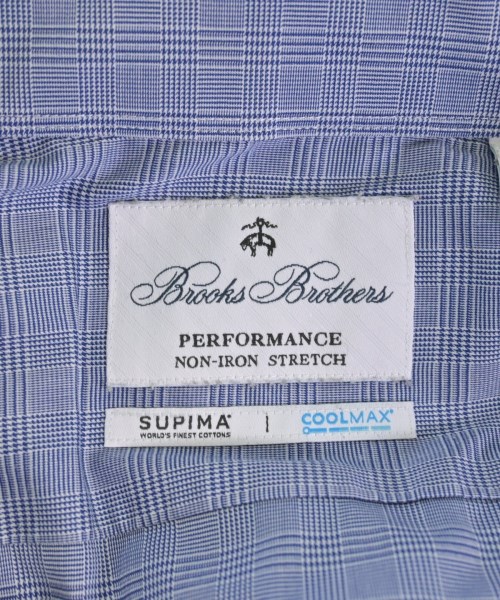 Brooks Brothers
PERFORMANCE
NON-IRON STRETCH
SUPIMA® | COOLMAX®
WORLD'S FINEST COTTONS